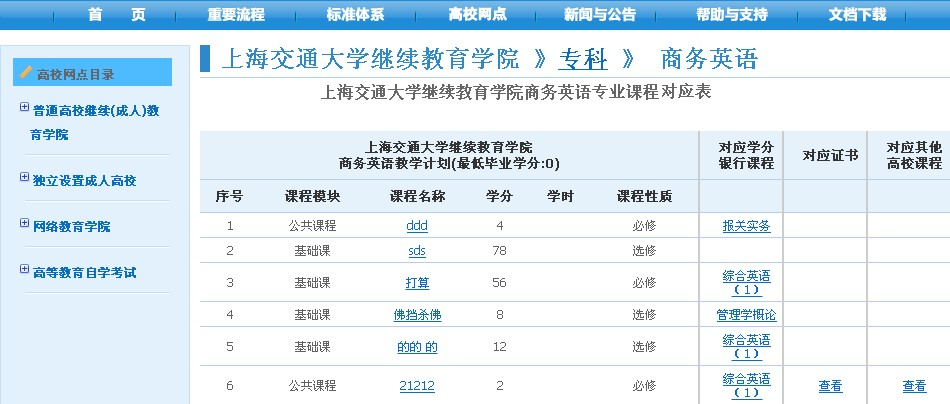 首 页 重要流程 标准体系 高校网点 新闻与公告 帮助与支持 文档下载
上海交通大学继续教育学院 》专科 》 商务英语
高校网点目录
普通高校继续(成人)教
育学院
独立设置成人高校
网络教育学院
高等教育自学考试
上海交通大学继续教育学院商务英语专业课程对应表
上海交通大学继续教育学院
商务英语教学计划(最低毕业学分:0)
对应学分
银行课程
对应证书
对应其他
高校课程
序号 课程模块 课程名称 学分 学时 课程性质
1 公共课程 ddd 4 必修 报关实务
2 基础课 sds 78 选修
3 基础课 打算 56 必修 综合英语
（1）
4 基础课 佛挡杀佛 8 选修 管理学概论
5 基础课 的的 的 12 选修 综合英语
（1）
6 公共课程 21212 2 必修 综合英语
（1） 查看 查看